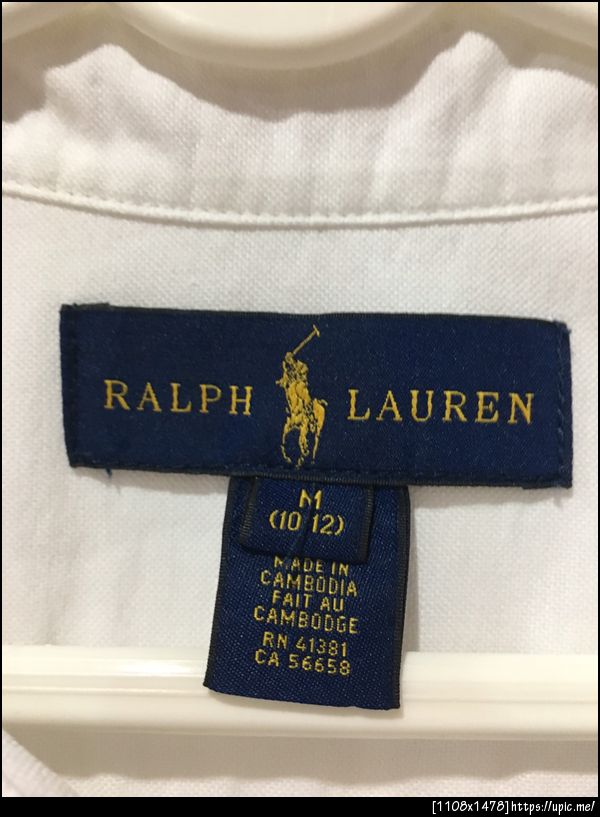 RALPH LAUREN
M
(10-12)
MADE IN
CAMBODIA
FAIT AU
CAMBODGE
RN 41381
CA 56658
[1108x1478]https://upic.me/